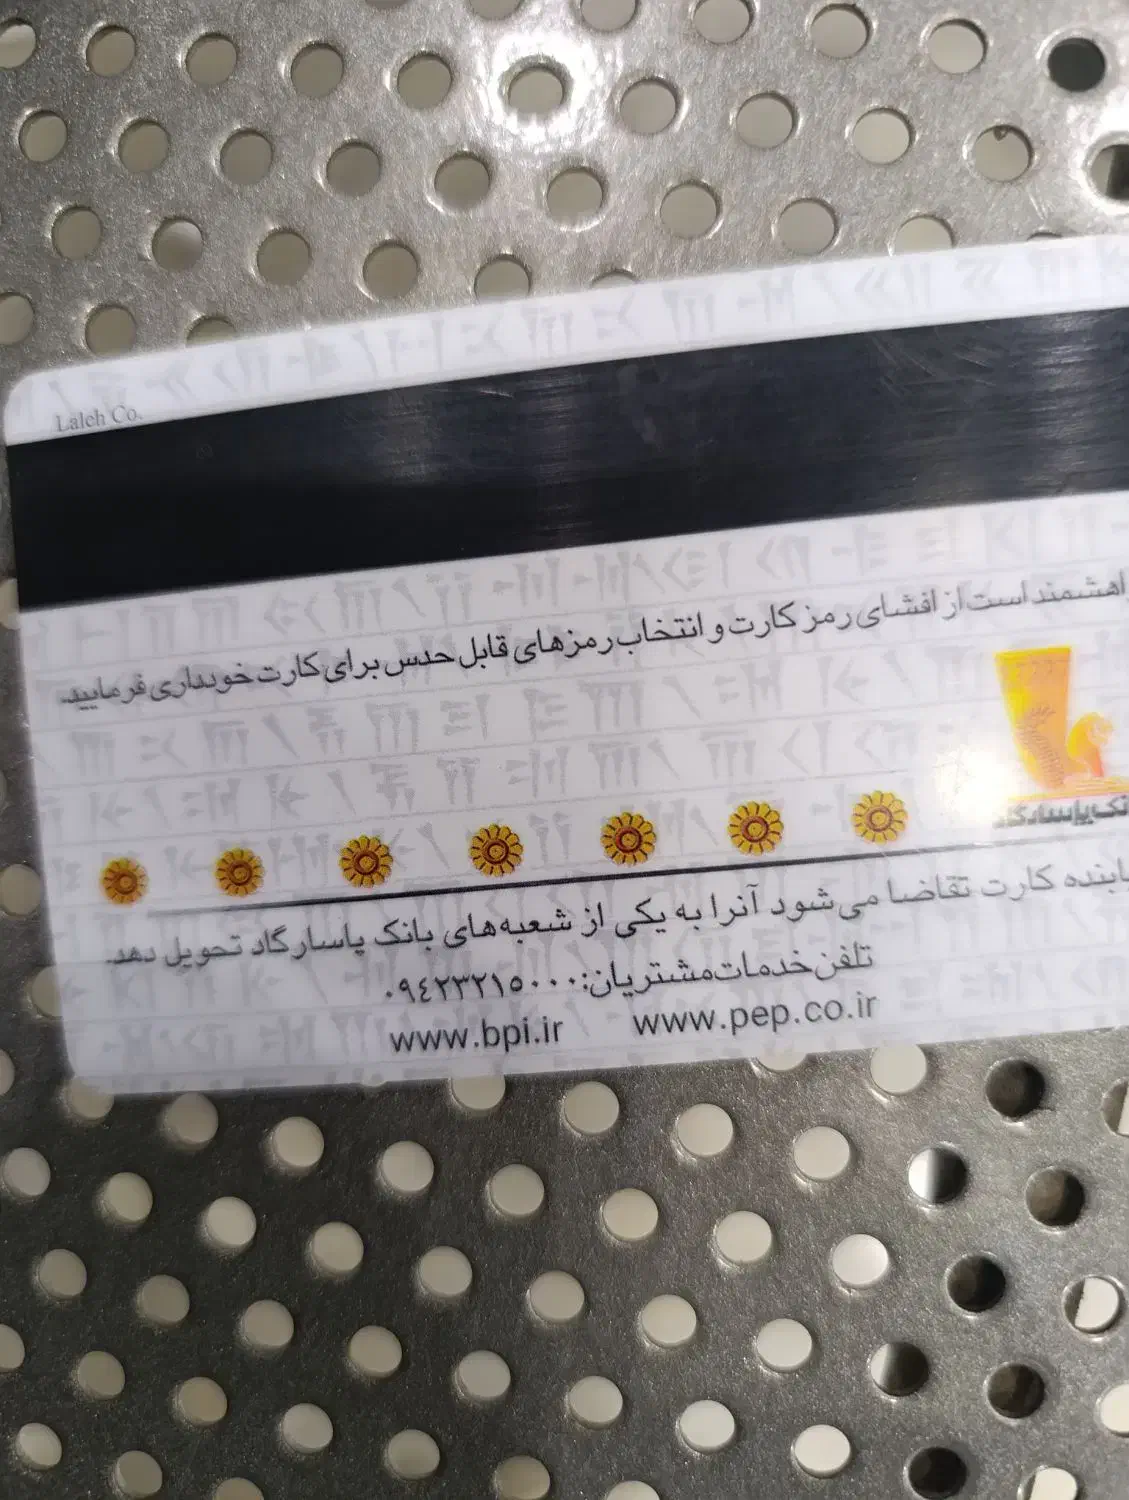 Laleh Co.
اهشمند است از افشای رمز کارت و انتخاب رمزهای قابل حدس برای کارت خودداری فرمایید.
پاسارگاد
یابنده کارت تقاضا می‌شود آنرا به یکی از شعبه‌های بانک پاسارگاد تحویل دهد.
تلفن خدمات مشتریان: ۰۹٤٢٣٢١٥٠٠٠
www.bpi.ir www.pep.co.ir